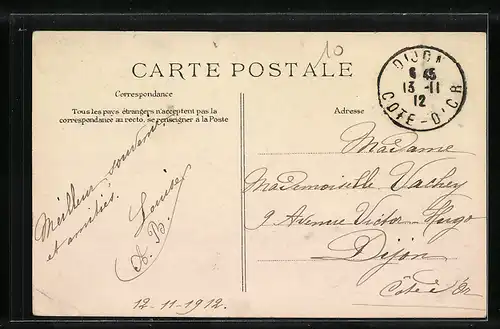 10
CARTE POSTALE
Correspondance
Tous les pays étrangers n'acceptent pas la
correspondance au recto, se renseigner à la Poste
Adresse
DIJON
6 45
13 -11
12
COTE-D'OR
Meilleur souvenir
et amitiés.
Louise
12-11-1912.
Madame
Mademoiselle Vachey
9 Avenue Victor-Hugo
Dijon
Côte d'Or